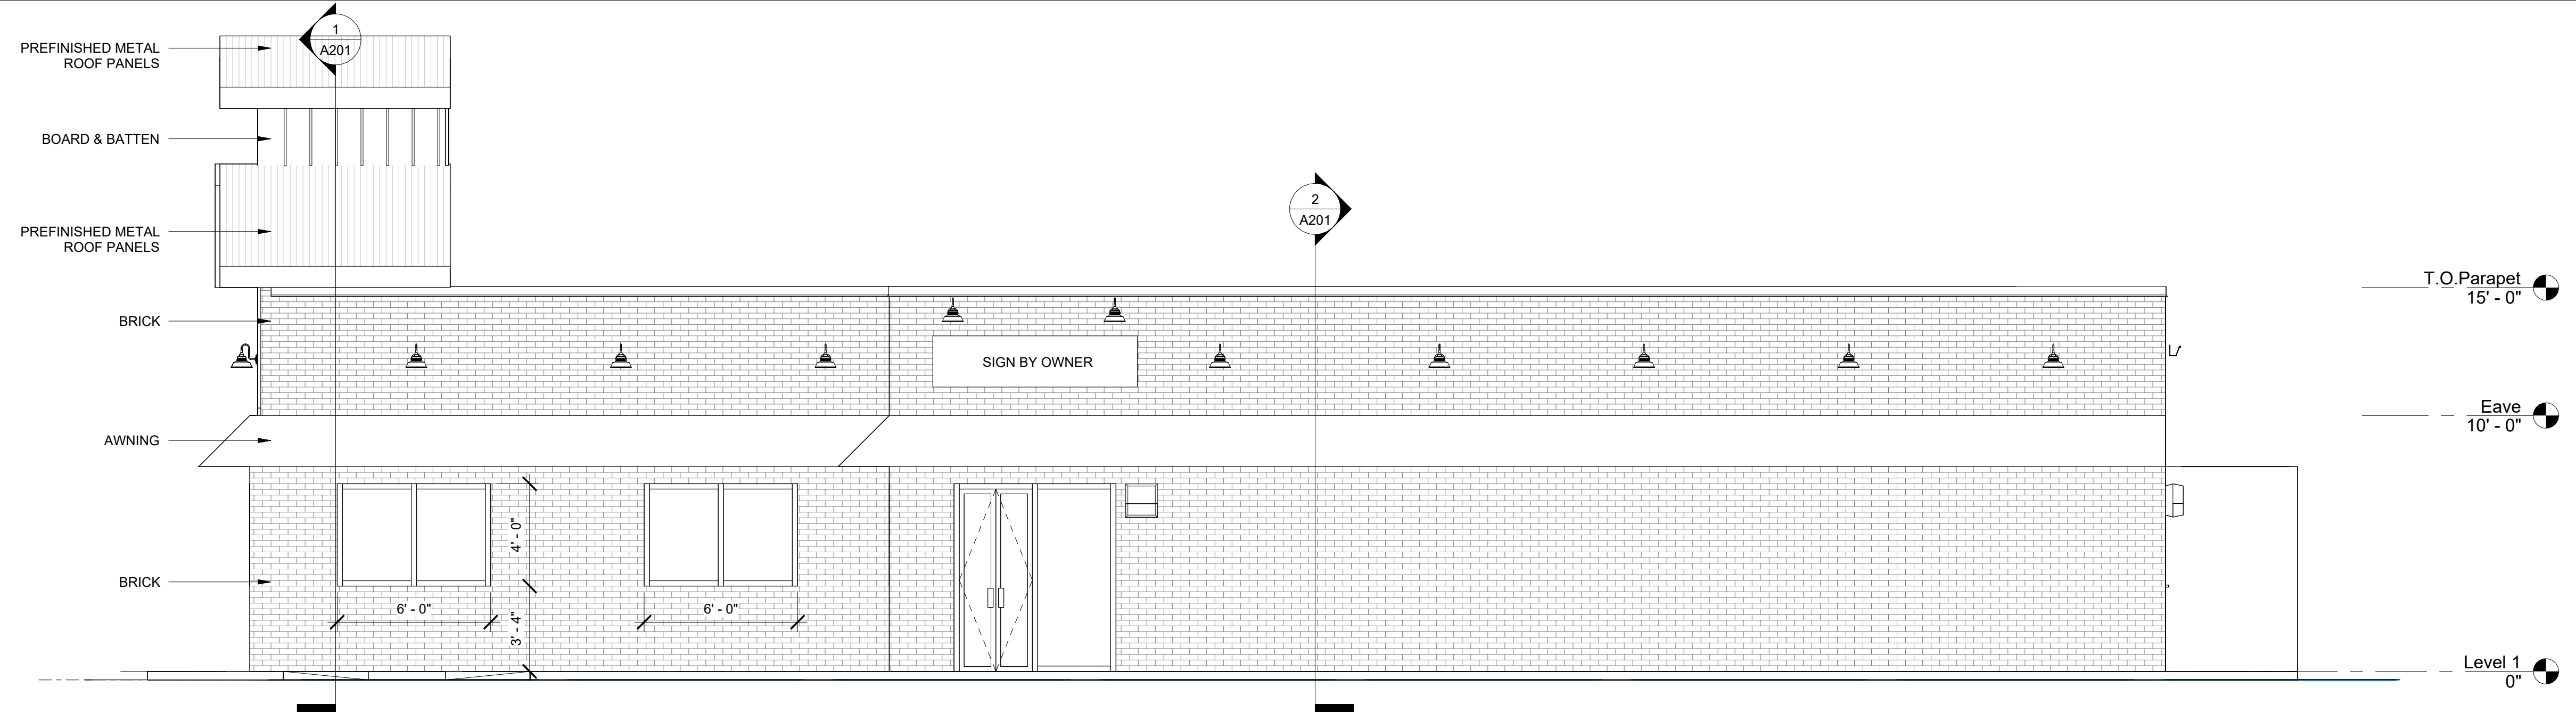 1
A201
PREFINISHED METAL
ROOF PANELS
BOARD & BATTEN
2
A201
PREFINISHED METAL
ROOF PANELS
T.O.Parapet
15' - 0"
BRICK
SIGN BY OWNER
Eave
10' - 0"
AWNING
4' - 0"
BRICK
6' - 0"
6' - 0"
3' - 4"
Level 1
0"